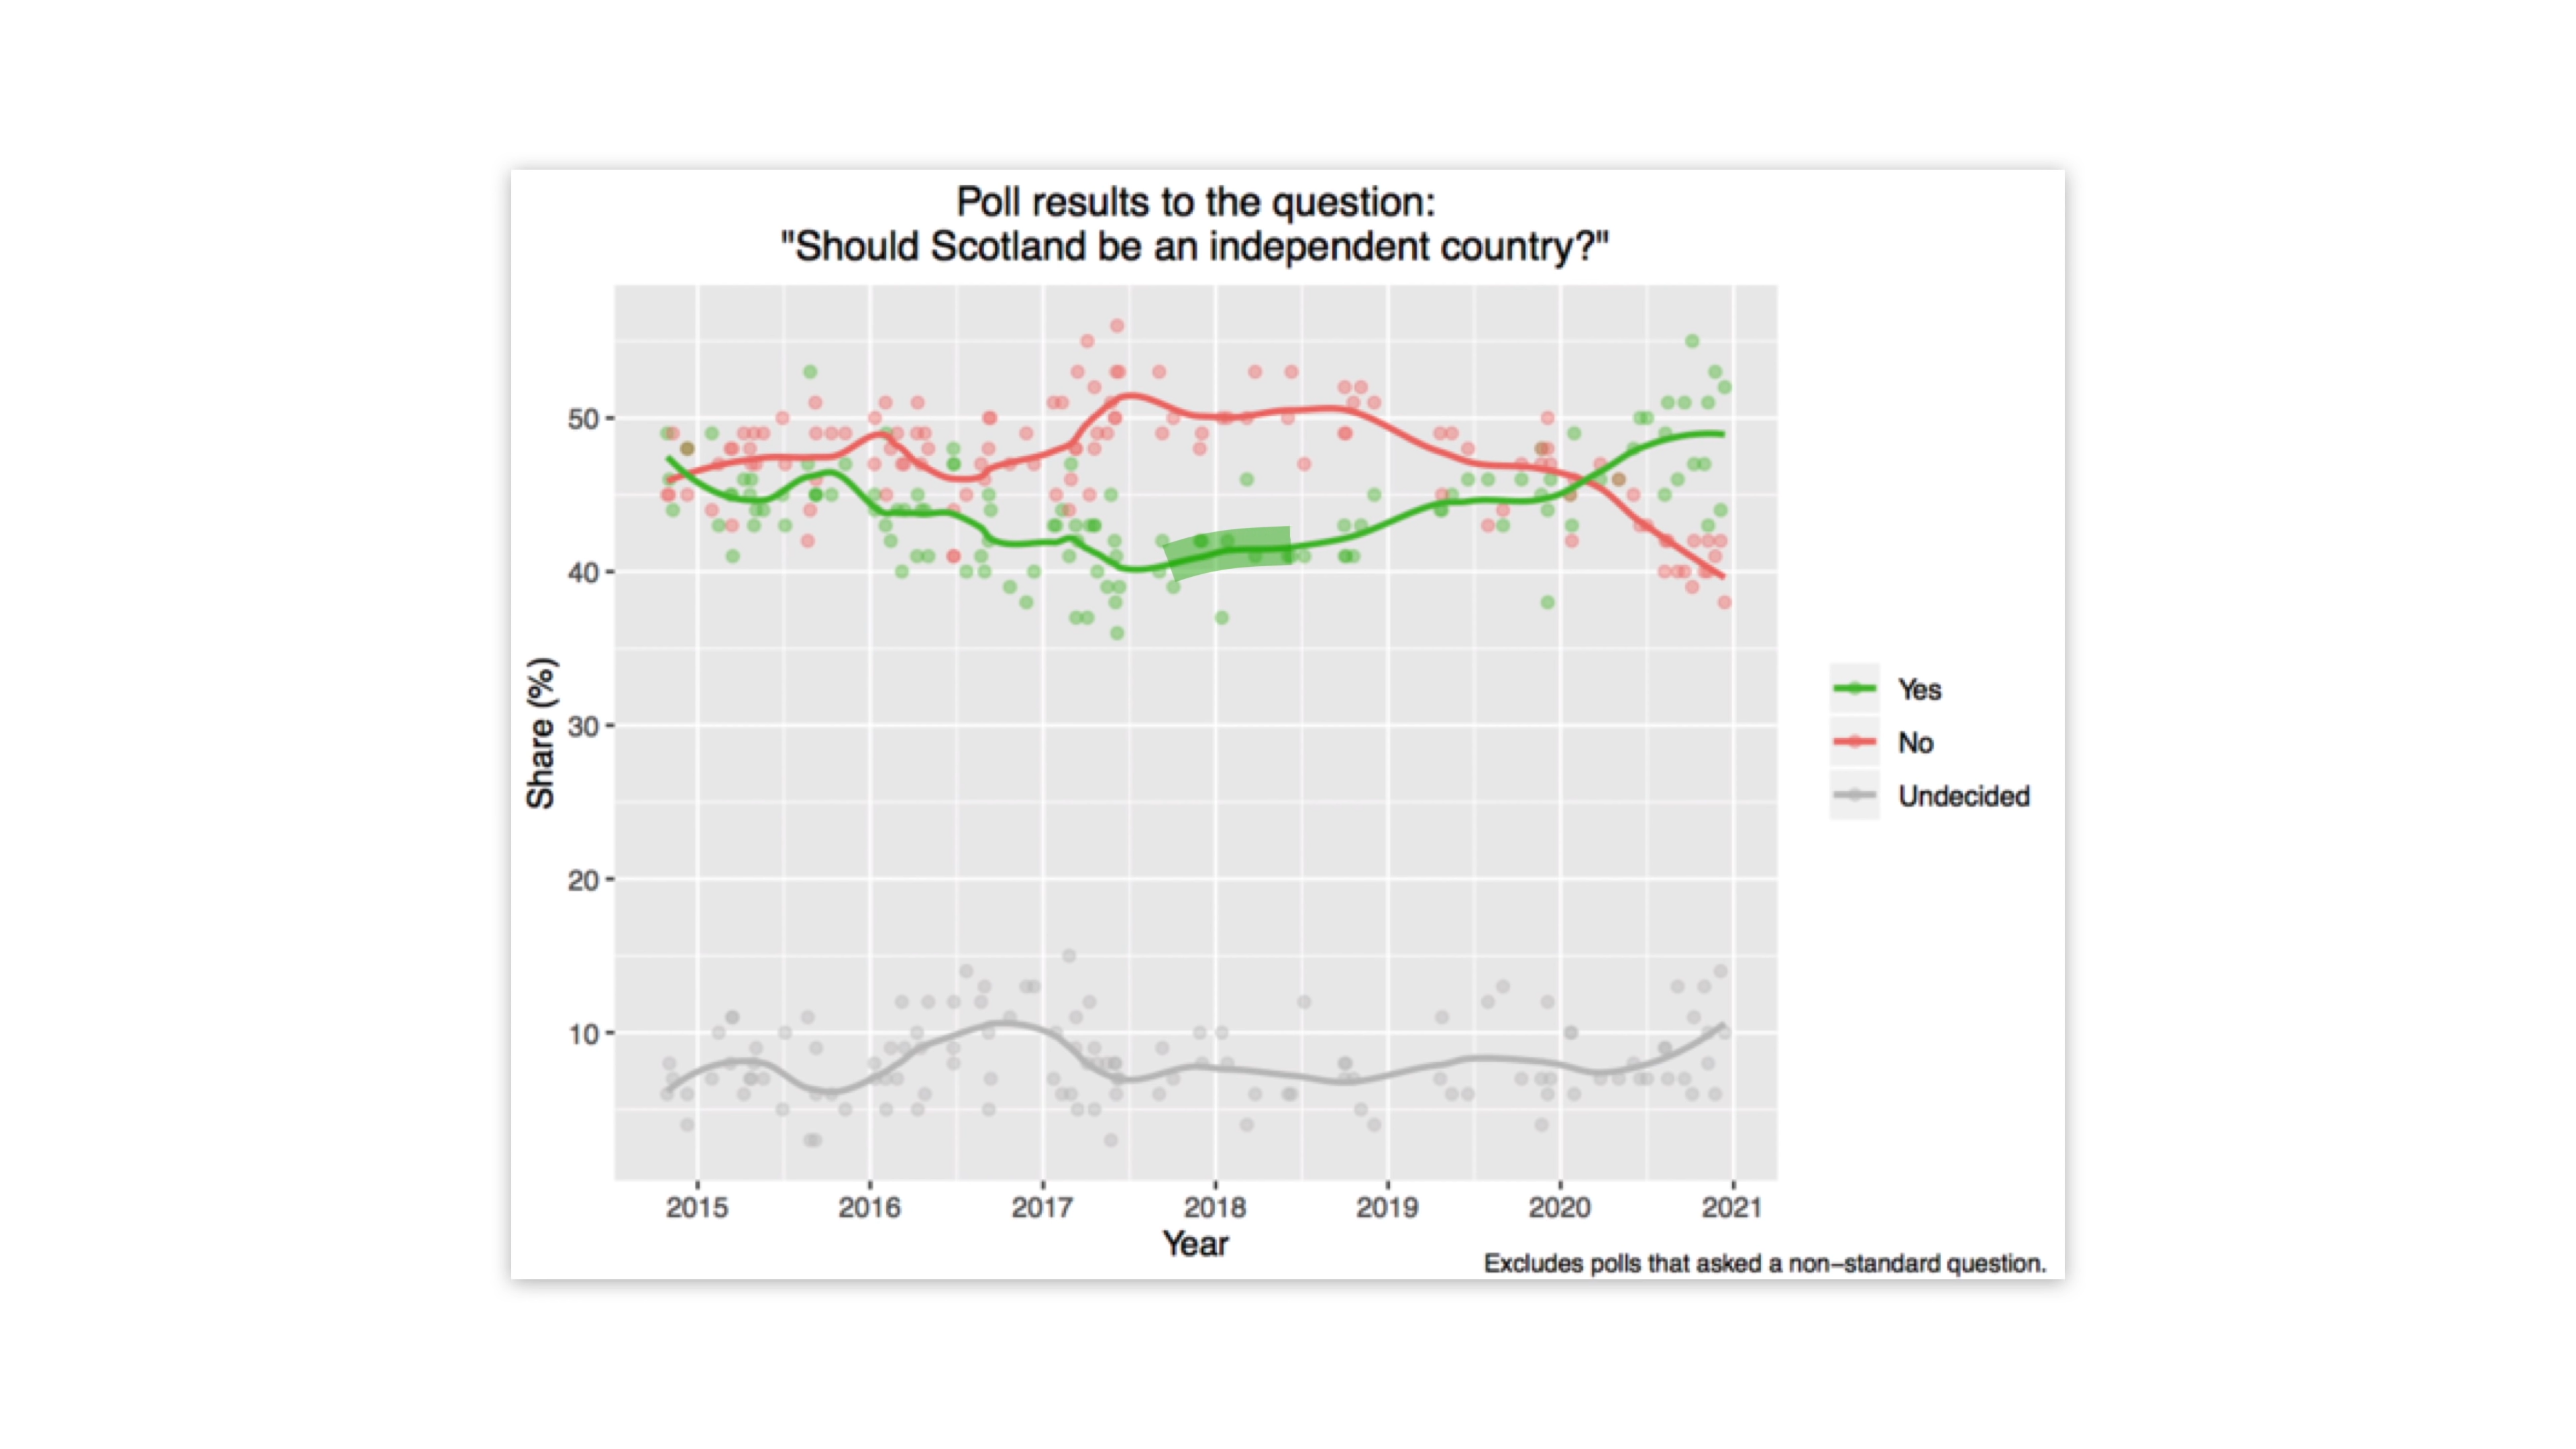 Poll results to the question:
"Should Scotland be an independent country?"
50
40
30
20
10
Share (%)
2015 2016 2017 2018 2019 2020 2021
Year
Yes
No
Undecided
Excludes polls that asked a non–standard question.